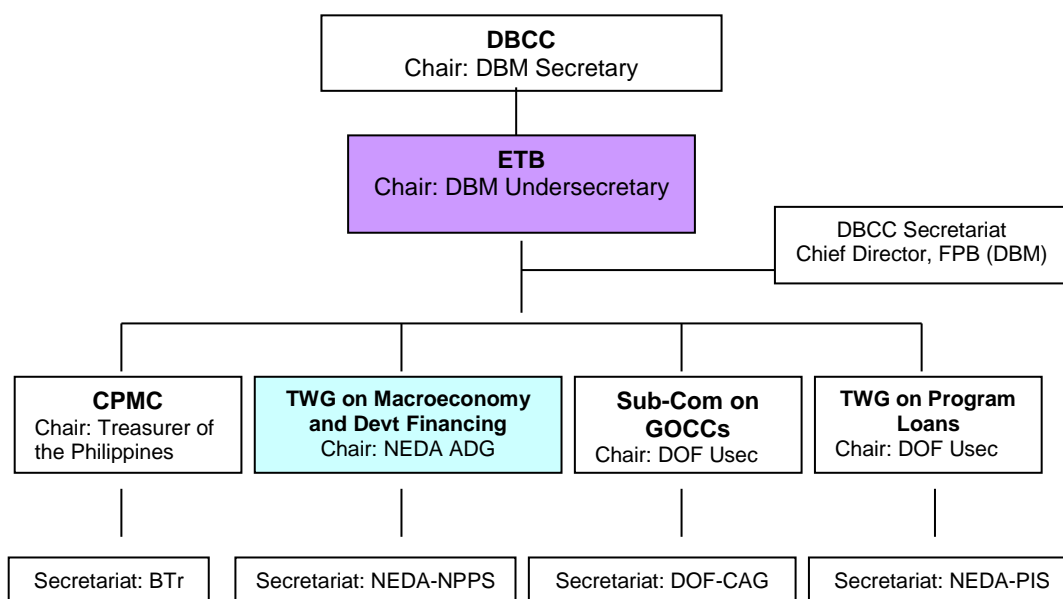 DBCC
Chair: DBM Secretary
ETB
Chair: DBM Undersecretary
DBCC Secretariat
Chief Director, FPB (DBM)
CPMC
Chair: Treasurer of
the Philippines
TWG on Macroeconomy
and Devt Financing
Chair: NEDA ADG
Sub-Com on
GOCCs
Chair: DOF Usec
TWG on Program
Loans
Chair: DOF Usec
Secretariat: BTr
Secretariat: NEDA-NPPS
Secretariat: DOF-CAG
Secretariat: NEDA-PIS